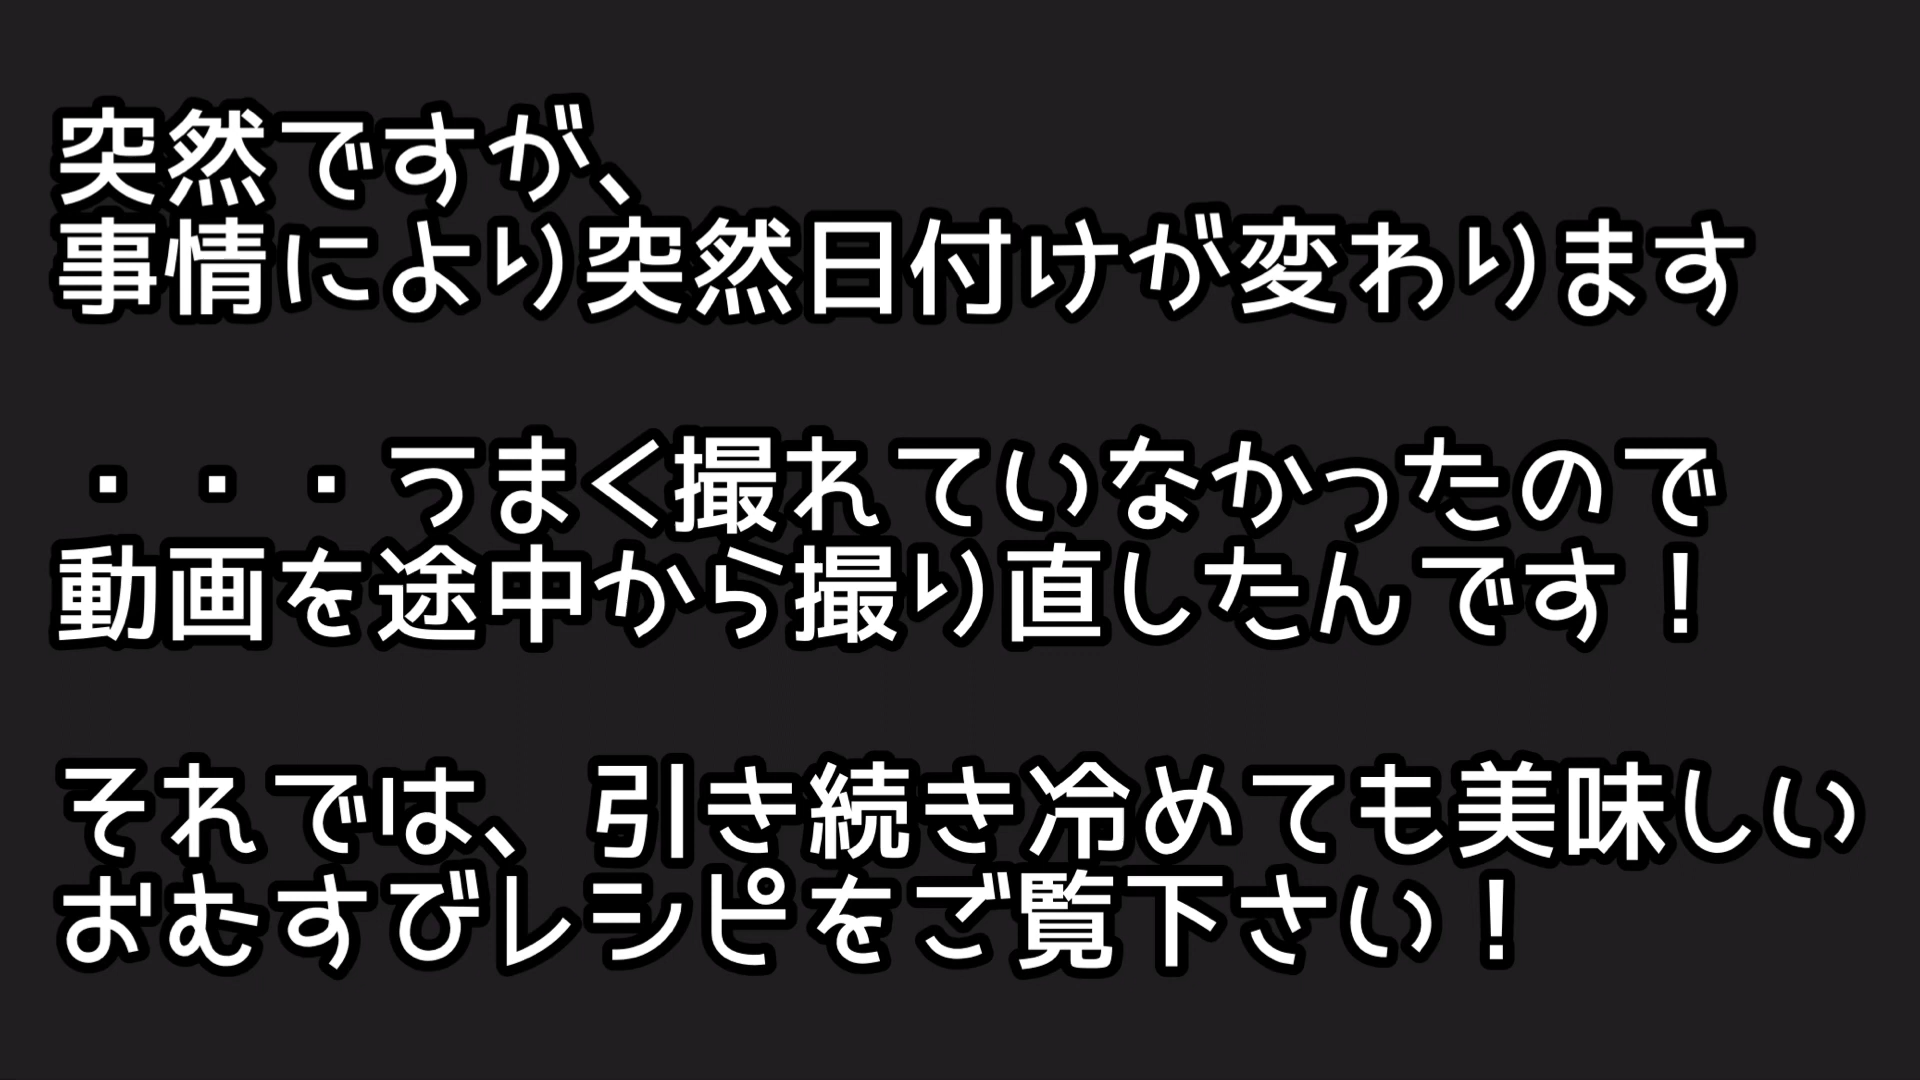 突然ですが、
事情により突然日付けが変わります
・・・うまく撮れていなかったので
動画を途中から撮り直したんです！
それでは、引き続き冷めても美味しい
おむすびレシピをご覧下さい！